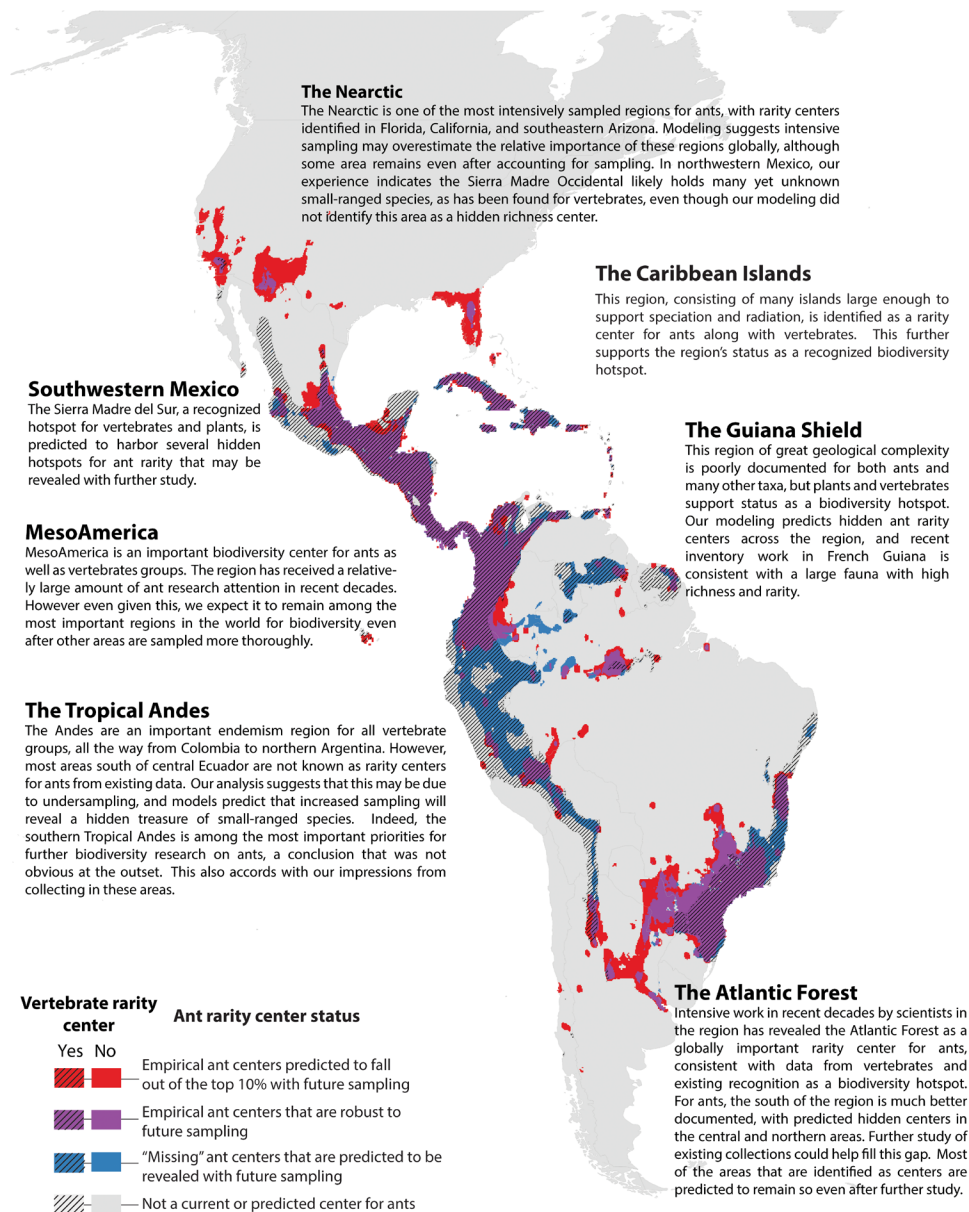 The Nearctic
The Nearctic is one of the most intensively sampled regions for ants, with rarity centers
identified in Florida, California, and southeastern Arizona. Modeling suggests intensive
sampling may overestimate the relative importance of these regions globally, although
some area remains even after accounting for sampling. In northwestern Mexico, our
experience indicates the Sierra Madre Occidental likely holds many yet unknown
small-ranged species, as has been found for vertebrates, even though our modeling did
not identify this area as a hidden richness center.
The Caribbean Islands
This region, consisting of many islands large enough to
support speciation and radiation, is identified as a rarity
center for ants along with vertebrates. This further
supports the region's status as a recognized biodiversity
hotspot.
Southwestern Mexico
The Sierra Madre del Sur, a recognized
hotspot for vertebrates and plants, is
predicted to harbor several hidden
hotspots for ant rarity that may be
revealed with further study.
The Guiana Shield
This region of great geological complexity
is poorly documented for both ants and
many other taxa, but plants and vertebrates
support status as a biodiversity hotspot.
Our modeling predicts hidden ant rarity
centers across the region, and recent
inventory work in French Guiana is
consistent with a large fauna with high
richness and rarity.
MesoAmerica
MesoAmerica is an important biodiversity center for ants as
well as vertebrates groups. The region has received a relative-
ly large amount of ant research attention in recent decades.
However even given this, we expect it to remain among the
most important regions in the world for biodiversity even
after other areas are sampled more thoroughly.
The Tropical Andes
The Andes are an important endemism region for all vertebrate
groups, all the way from Colombia to northern Argentina. However,
most areas south of central Ecuador are not known as rarity centers
for ants from existing data. Our analysis suggests that this may be due
to undersampling, and models predict that increased sampling will
reveal a hidden treasure of small-ranged species. Indeed, the
southern Tropical Andes is among the most important priorities for
further biodiversity research on ants, a conclusion that was not
obvious at the outset. This also accords with our impressions from
collecting in these areas.
The Atlantic Forest
Intensive work in recent decades by scientists in
the region has revealed the Atlantic Forest as a
globally important rarity center for ants,
consistent with data from vertebrates and
existing recognition as a biodiversity hotspot.
For ants, the south of the region is much better
documented, with predicted hidden centers in
the central and northern areas. Further study of
existing collections could help fill this gap. Most
of the areas that are identified as centers are
predicted to remain so even after further study.
Vertebrate rarity
center
Ant rarity center status
Yes No
Empirical ant centers predicted to fall
out of the top 10% with future sampling
Empirical ant centers that are robust to
future sampling
"Missing" ant centers that are predicted to be
revealed with future sampling
Not a current or predicted center for ants